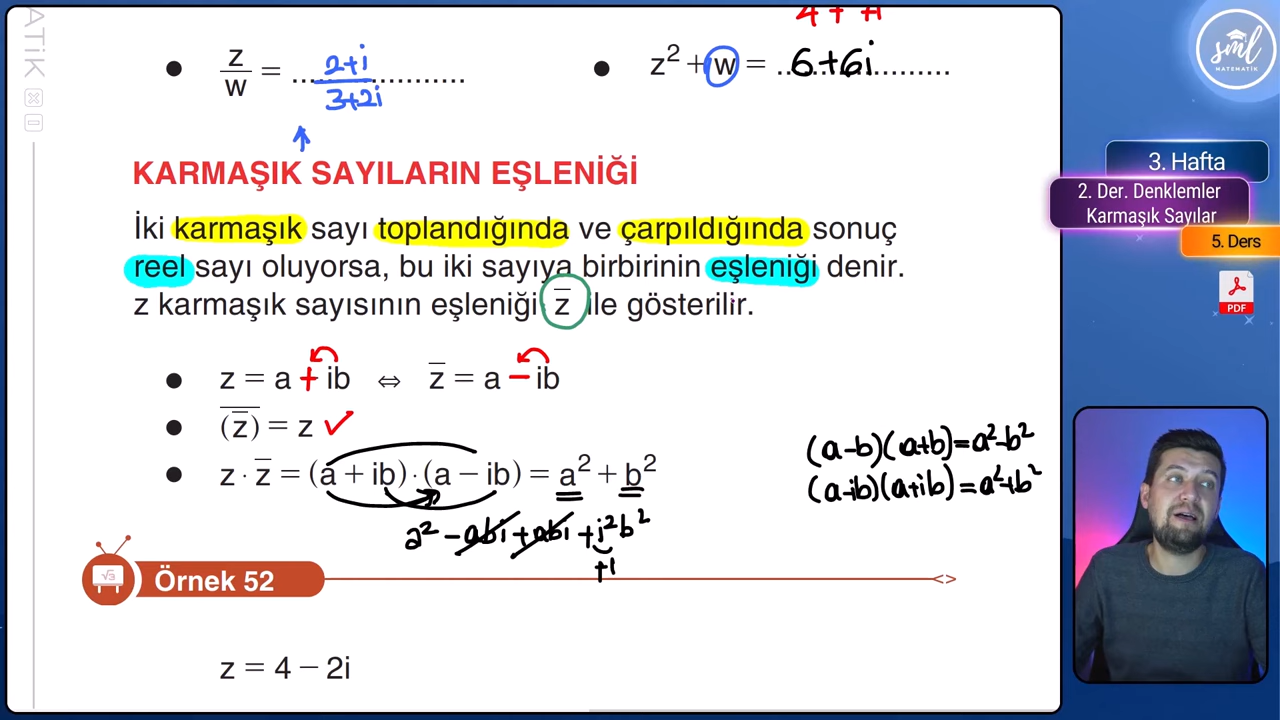 4 + 4i
ATİK
z/w = ...2+i/3+2i...
z² + w = ...6+6i...
sml
MATEMATİK
3. Hafta
2. Der. Denklemler
Karmaşık Sayılar
5. Ders
PDF
KARMAŞIK SAYILARIN EŞLENİĞİ
İki karmaşık sayı toplandığında ve çarpıldığında sonuç
reel sayı oluyorsa, bu iki sayıya birbirinin eşleniği denir.
z karmaşık sayısının eşleniği z̅ ile gösterilir.
• z = a + ib ⇔ z̅ = a − ib
• (z̅)̅ = z ✓
• z · z̅ = (a + ib) · (a − ib) = a² + b²
a² − abi + abi + i²b²
+1
(a−b)(a+b)=a²−b²
(a−ib)(a+ib)=a²+b²
√3
Örnek 52
<>
z = 4 − 2i